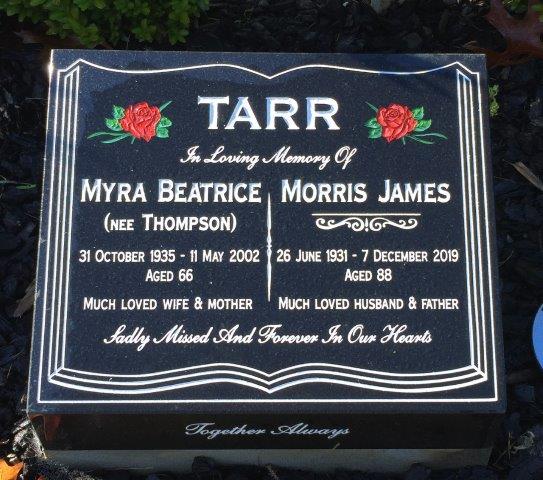 TARR
In Loving Memory Of
MYRA BEATRICE
(NEE THOMPSON)
31 OCTOBER 1935 - 11 MAY 2002
AGED 66
MUCH LOVED WIFE & MOTHER
MORRIS JAMES
26 JUNE 1931 - 7 DECEMBER 2019
AGED 88
MUCH LOVED HUSBAND & FATHER
Sadly Missed And Forever In Our Hearts
Together Always